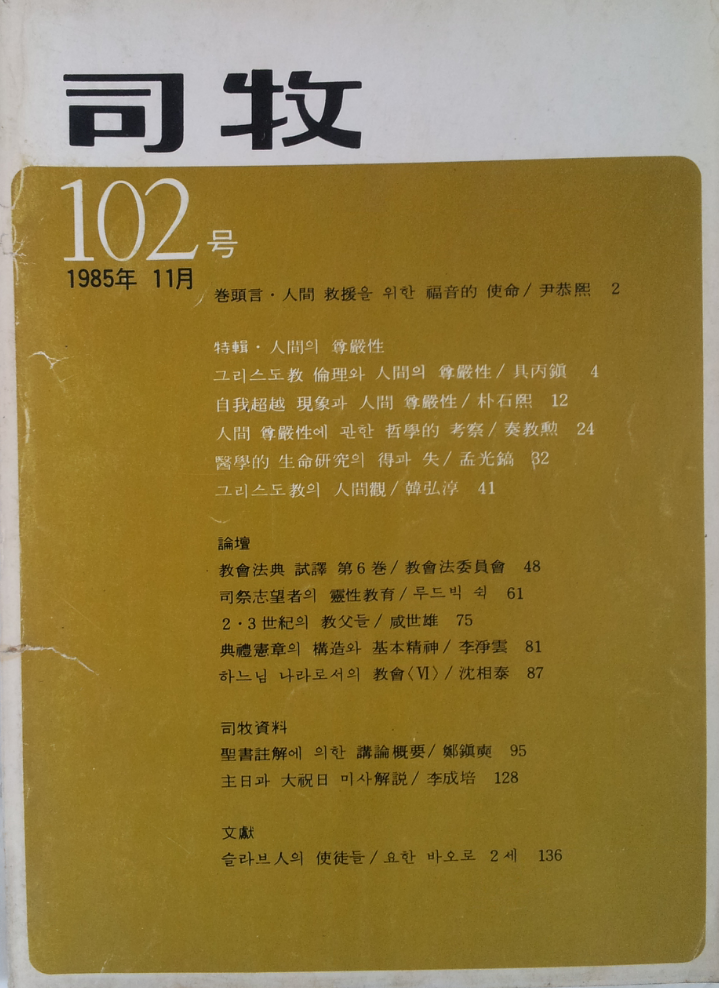 司牧
102号
1985年 11月
巻頭言・人間 救援을 위한 福音的 使命/尹恭熙 2
特輯・人間의 尊嚴性
그리스도教 倫理와 人間의 尊嚴性/具丙鎭 4
自我超越 現象과 人間 尊嚴性/朴石熙 12
人間 尊嚴性에 관한 哲學的 考察/奏教勲 24
醫學的 生命研究의 得과 失/孟光鎬 32
그리스도教의 人間觀/韓弘淳 41
論壇
教會法典 試譯 第6巻/教會法委員會 48
司祭志望者의 靈性教育/루드빅 쉭 61
2・3世紀의 教父들/咸世雄 75
典禮憲章의 構造와 基本精神/李淨雲 81
하느님 나라로서의 教會〈Ⅵ〉/沈相泰 87
司牧資料
聖書註解에 의한 講論概要/鄭鎭奭 95
主日과 大祝日 미사解説/李成培 128
文獻
슬라브人의 使徒들/요한 바오로 2세 136